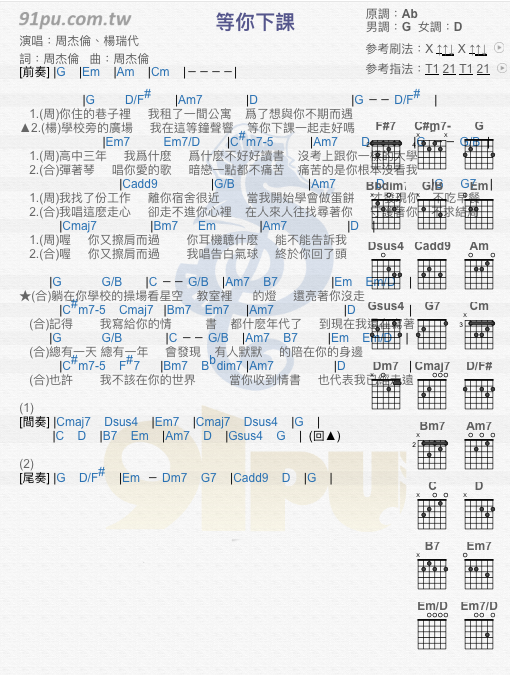 91pu.com.tw
等你下課
原調：Ab
男調：G 女調：D
演唱：周杰倫、楊瑞代
詞：周杰倫 曲：周杰倫
參考刷法：X ↑↑↓ X ↑↑↓
參考指法：T1 21 T1 21
[前奏] |G |Em |Am |Cm |－－－－|
|G D/F# |Am7 |D |G －－ D/F# |
1.(周)你住的巷子裡 我租了一間公寓 爲了想與你不期而遇
▲2.(楊)學校旁的廣場 我在這等鐘聲響 等你下課一起走好嗎
|Em7 Em7/D |C#m7-5 |Am7 D G －－ G/B
1.(周)高中三年 我爲什麼 爲什麼不好好讀書 沒考上跟你一樣的大學
2.(合)彈著琴 唱你愛的歌 暗戀一點都不痛苦 痛苦的是你根本沒看我
|Cadd9 |G/B |Am7 |G G7 |
1.(周)我找了份工作 離你宿舍很近 當我開始學會做蛋餅 才發現你 不吃早餐
2.(合)我唱這麼走心 卻走不進你心裡 在人來人往找尋著你
|Cmaj7 |Bm7 Em7 |Am7 |D |
1.(周)喔 你又擦肩而過 你耳機聽什麼 能不能告訴我
2.(合)喔 你又擦肩而過 我唱告白氣球 終於你回了頭
|G G/B |C －－ G/B |Am7 B7 |Em Em/D |
★(合)躺在你學校的操場看星空 教室裡 的燈 還亮著你沒走
|C#m7-5 Cmaj7 |Bm7 Em7 |Am7 |D |
(合)記得 我寫給你的情 書 都什麼年代了 到現在我還在寫著
|G G/B |C －－ G/B |Am7 B7 |Em Em/D |
(合)總有一天 總有一年 會發現 有人默默 的陪在你的身邊
|C#m7-5 F#7 |Bm7 Bbdim7 |Am7 |D |
(合)也許 我不該在你的世界 當你收到情書 也代表我已經走遠
(1)
[間奏] |Cmaj7 Dsus4 |Em7 |Cmaj7 Dsus4 |G |
|C D |B7 Em |Am7 D |Gsus4 G | (回▲)
(2)
[尾奏] |G D/F# |Em － Dm7 G7 |Cadd9 D |G |
F#7 C#m7- G
Bbdim7 G/B Em
Dsus4 Cadd9 Am
Gsus4 G7 Cm
3
Dm7 Cmaj7 D/F#
Bm7 Am7
2
C D
B7 Em7
Em/D Em7/D
91pu